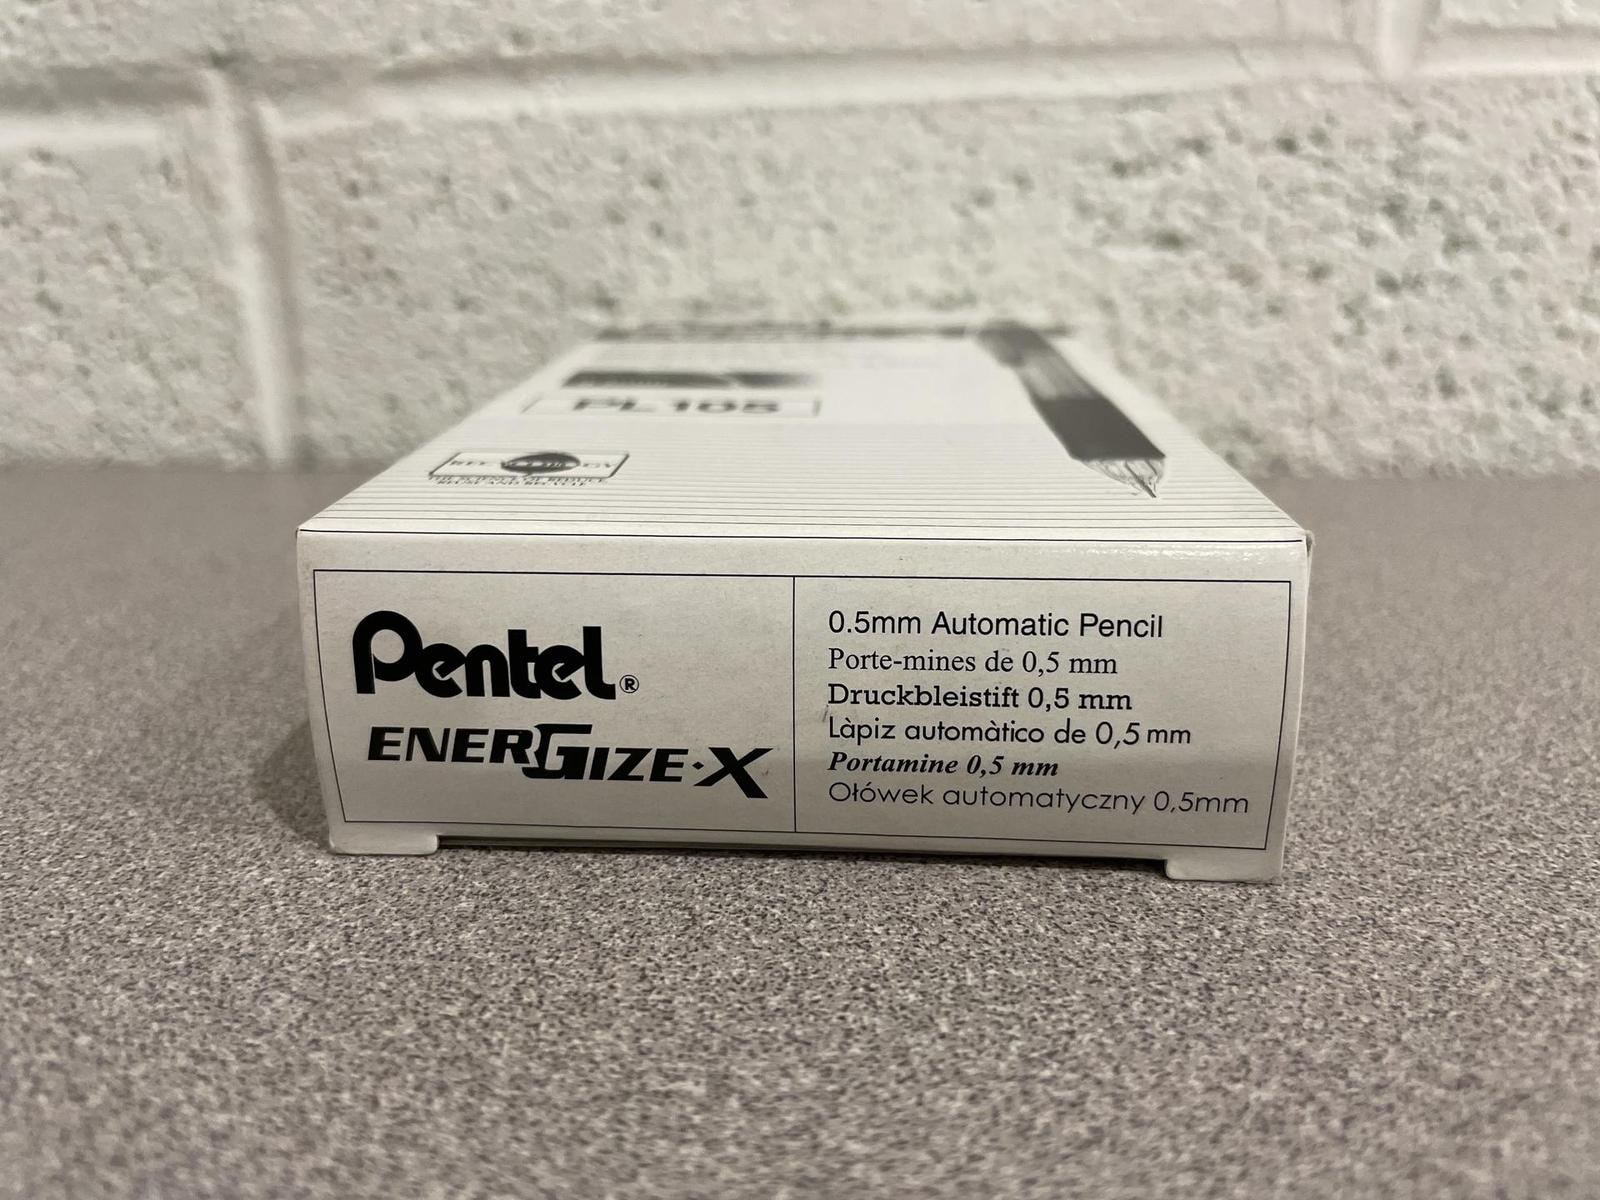 PL105
Pentel®
ENERGIZE·X
0.5mm Automatic Pencil
Porte-mines de 0,5 mm
Druckbleistift 0,5 mm
Làpiz automàtico de 0,5 mm
Portamine 0,5 mm
Ołówek automatyczny 0,5mm